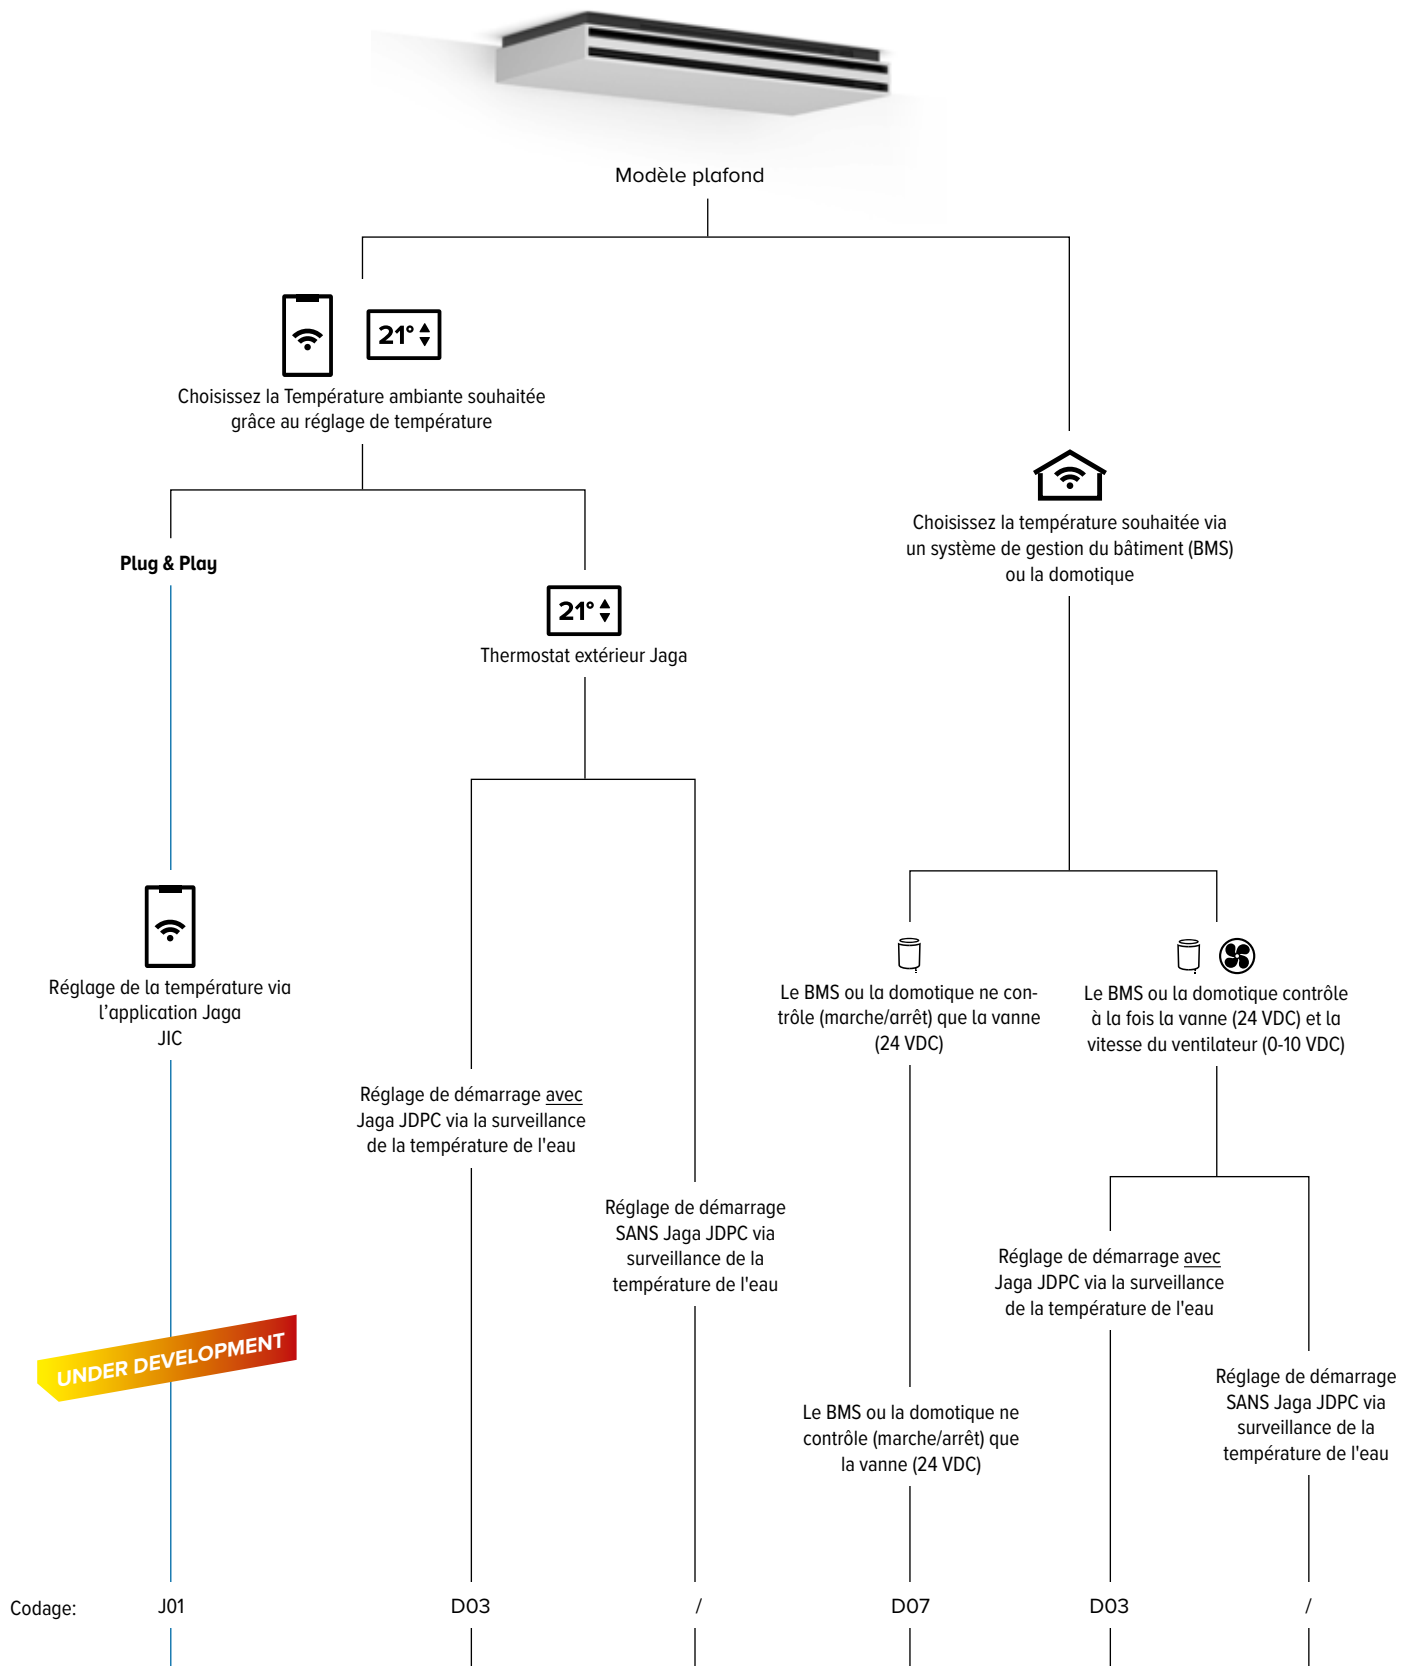 Modèle plafond
21°
Choisissez la Température ambiante souhaitée
grâce au réglage de température
Choisissez la température souhaitée via
un système de gestion du bâtiment (BMS)
ou la domotique
Plug & Play
21°
Thermostat extérieur Jaga
Réglage de la température via
l’application Jaga
JIC
Le BMS ou la domotique ne con-
trôle (marche/arrêt) que la vanne
(24 VDC)
Le BMS ou la domotique contrôle
à la fois la vanne (24 VDC) et la
vitesse du ventilateur (0-10 VDC)
Réglage de démarrage avec
Jaga JDPC via la surveillance
de la température de l'eau
Réglage de démarrage
SANS Jaga JDPC via
surveillance de la
température de l'eau
Réglage de démarrage avec
Jaga JDPC via la surveillance
de la température de l'eau
UNDER DEVELOPMENT
Le BMS ou la domotique ne
contrôle (marche/arrêt) que
la vanne (24 VDC)
Réglage de démarrage
SANS Jaga JDPC via
surveillance de la
température de l'eau
Codage: J01 D03 / D07 D03 /